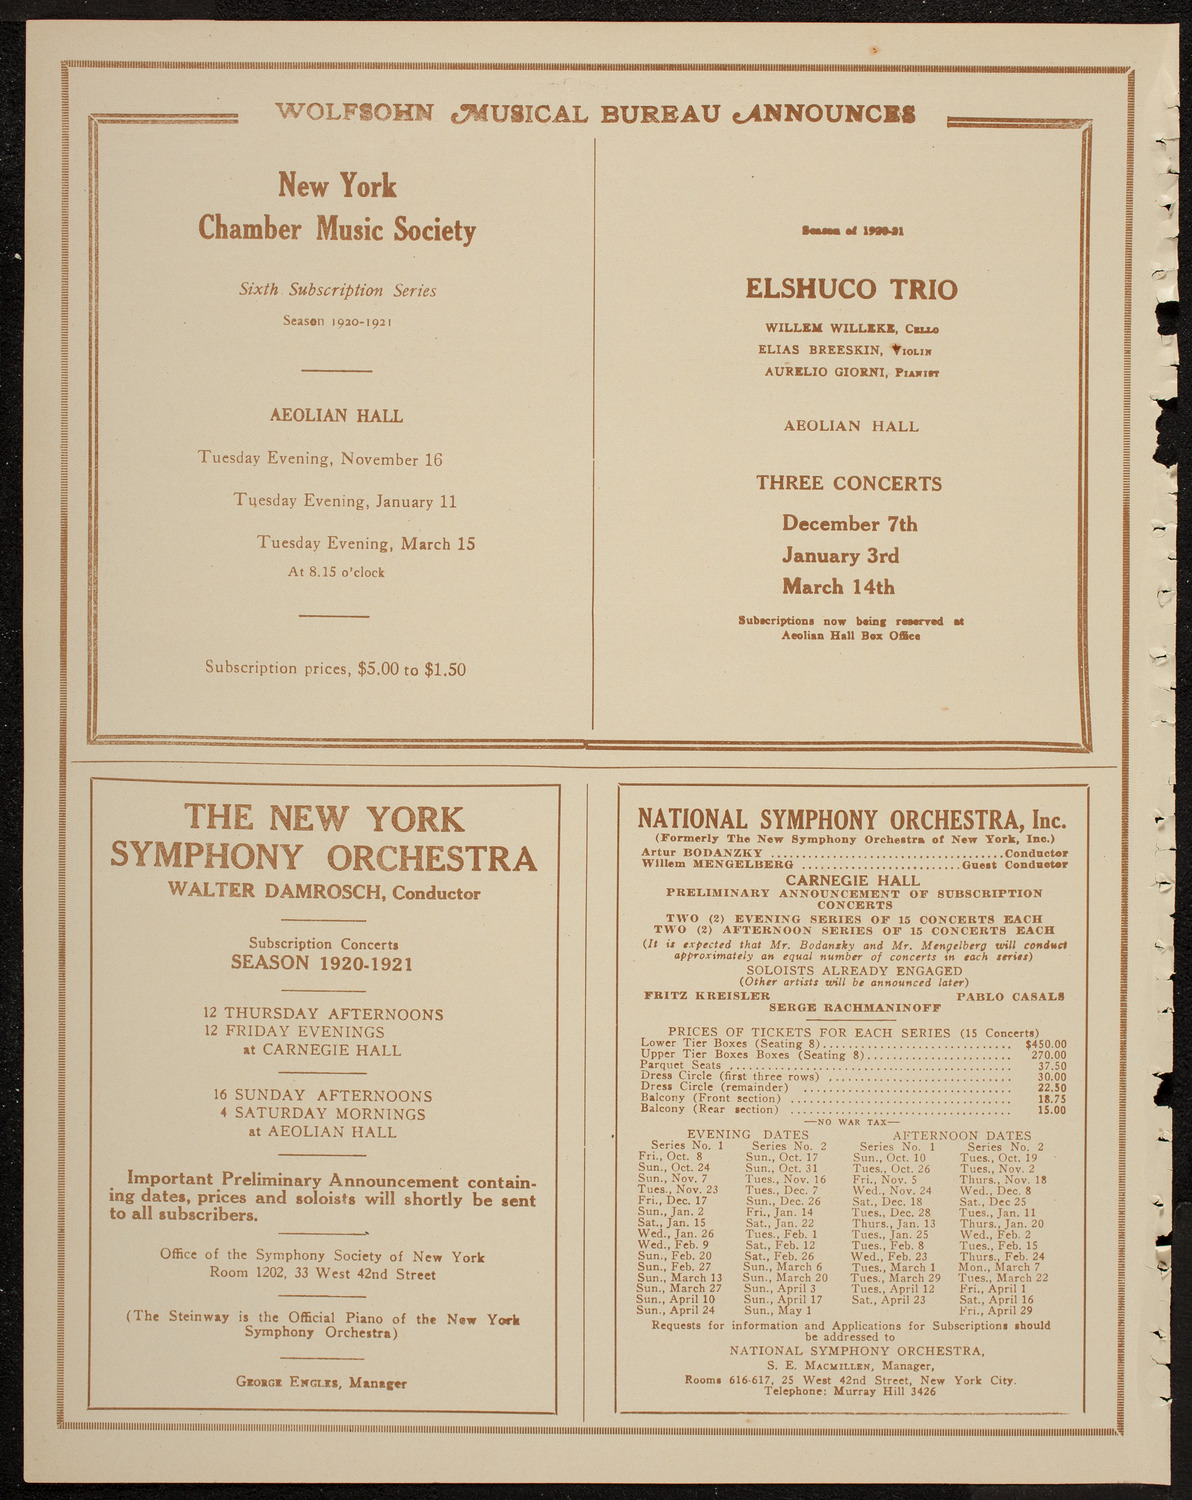 WOLFSOHN MUSICAL BUREAU ANNOUNCES
New York
Chamber Music Society
Sixth Subscription Series
Season 1920-1921
AEOLIAN HALL
Tuesday Evening, November 16
Tuesday Evening, January 11
Tuesday Evening, March 15
At 8.15 o'clock
Subscription prices, $5.00 to $1.50
Season of 1920-21
ELSHUCO TRIO
WILLEM WILLEKE, CELLO
ELIAS BREESKIN, VIOLIN
AURELIO GIORNI, PIANIST
AEOLIAN HALL
THREE CONCERTS
December 7th
January 3rd
March 14th
Subscriptions now being reserved at
Aeolian Hall Box Office
THE NEW YORK
SYMPHONY ORCHESTRA
WALTER DAMROSCH, Conductor
Subscription Concerts
SEASON 1920-1921
12 THURSDAY AFTERNOONS
12 FRIDAY EVENINGS
at CARNEGIE HALL
16 SUNDAY AFTERNOONS
4 SATURDAY MORNINGS
at AEOLIAN HALL
Important Preliminary Announcement contain-
ing dates, prices and soloists will shortly be sent
to all subscribers.
Office of the Symphony Society of New York
Room 1202, 33 West 42nd Street
(The Steinway is the Official Piano of the New York
Symphony Orchestra)
GEORGE ENGLES, Manager
NATIONAL SYMPHONY ORCHESTRA, Inc.
(Formerly The New Symphony Orchestra of New York, Inc.)
Artur BODANZKY ..................................Conductor
Willem MENGELBERG .......................Guest Conductor
CARNEGIE HALL
PRELIMINARY ANNOUNCEMENT OF SUBSCRIPTION
CONCERTS
TWO (2) EVENING SERIES OF 15 CONCERTS EACH
TWO (2) AFTERNOON SERIES OF 15 CONCERTS EACH
(It is expected that Mr. Bodanzky and Mr. Mengelberg will conduct
approximately an equal number of concerts in each series)
SOLOISTS ALREADY ENGAGED
(Other artists will be announced later)
FRITZ KREISLER PABLO CASALS
SERGE RACHMANINOFF
PRICES OF TICKETS FOR EACH SERIES (15 Concerts)
Lower Tier Boxes (Seating 8)............................ $450.00
Upper Tier Boxes Boxes (Seating 8)..................... 270.00
Parquet Seats ......................................... 37.50
Dress Circle (first three rows) ........................... 30.00
Dress Circle (remainder) .............................. 22.50
Balcony (Front section) ................................ 18.75
Balcony (Rear section) ................................ 15.00
—NO WAR TAX—
EVENING DATES AFTERNOON DATES
Series No. 1 Series No. 2 Series No. 1 Series No. 2
Fri., Oct. 8 Sun., Oct. 17 Sun., Oct. 10 Tues., Oct. 19
Sun., Oct. 24 Sun., Oct. 31 Tues., Oct. 26 Tues., Nov. 2
Sun., Nov. 7 Tues., Nov. 16 Fri., Nov. 5 Thurs., Nov. 18
Tues., Nov. 23 Tues., Dec. 7 Wed., Nov. 24 Wed., Dec. 8
Fri., Dec. 17 Sun., Dec. 26 Sat., Dec. 18 Sat., Dec 25
Sun., Jan. 2 Fri., Jan. 14 Tues., Dec. 28 Tues., Jan. 11
Sat., Jan. 15 Sat., Jan. 22 Thurs., Jan. 13 Thurs., Jan. 20
Wed., Jan. 26 Tues., Feb. 1 Tues., Jan. 25 Wed., Feb. 2
Wed., Feb. 9 Sat., Feb. 12 Tues., Feb. 8 Tues., Feb. 15
Sun., Feb. 20 Sat., Feb. 26 Wed., Feb. 23 Thurs., Feb. 24
Sun., Feb. 27 Sun., March 6 Tues., March 1 Mon., March 7
Sun., March 13 Sun., March 20 Tues., March 29 Tues., March 22
Sun., March 27 Sun., April 3 Tues., April 12 Fri., April 1
Sun., April 10 Sun., April 17 Sat., April 23 Sat., April 16
Sun., April 24 Sun., May 1 Fri., April 29
Requests for information and Applications for Subscriptions should
be addressed to
NATIONAL SYMPHONY ORCHESTRA,
S. E. MACMILLEN, Manager,
Rooms 616-617, 25 West 42nd Street, New York City.
Telephone: Murray Hill 3426